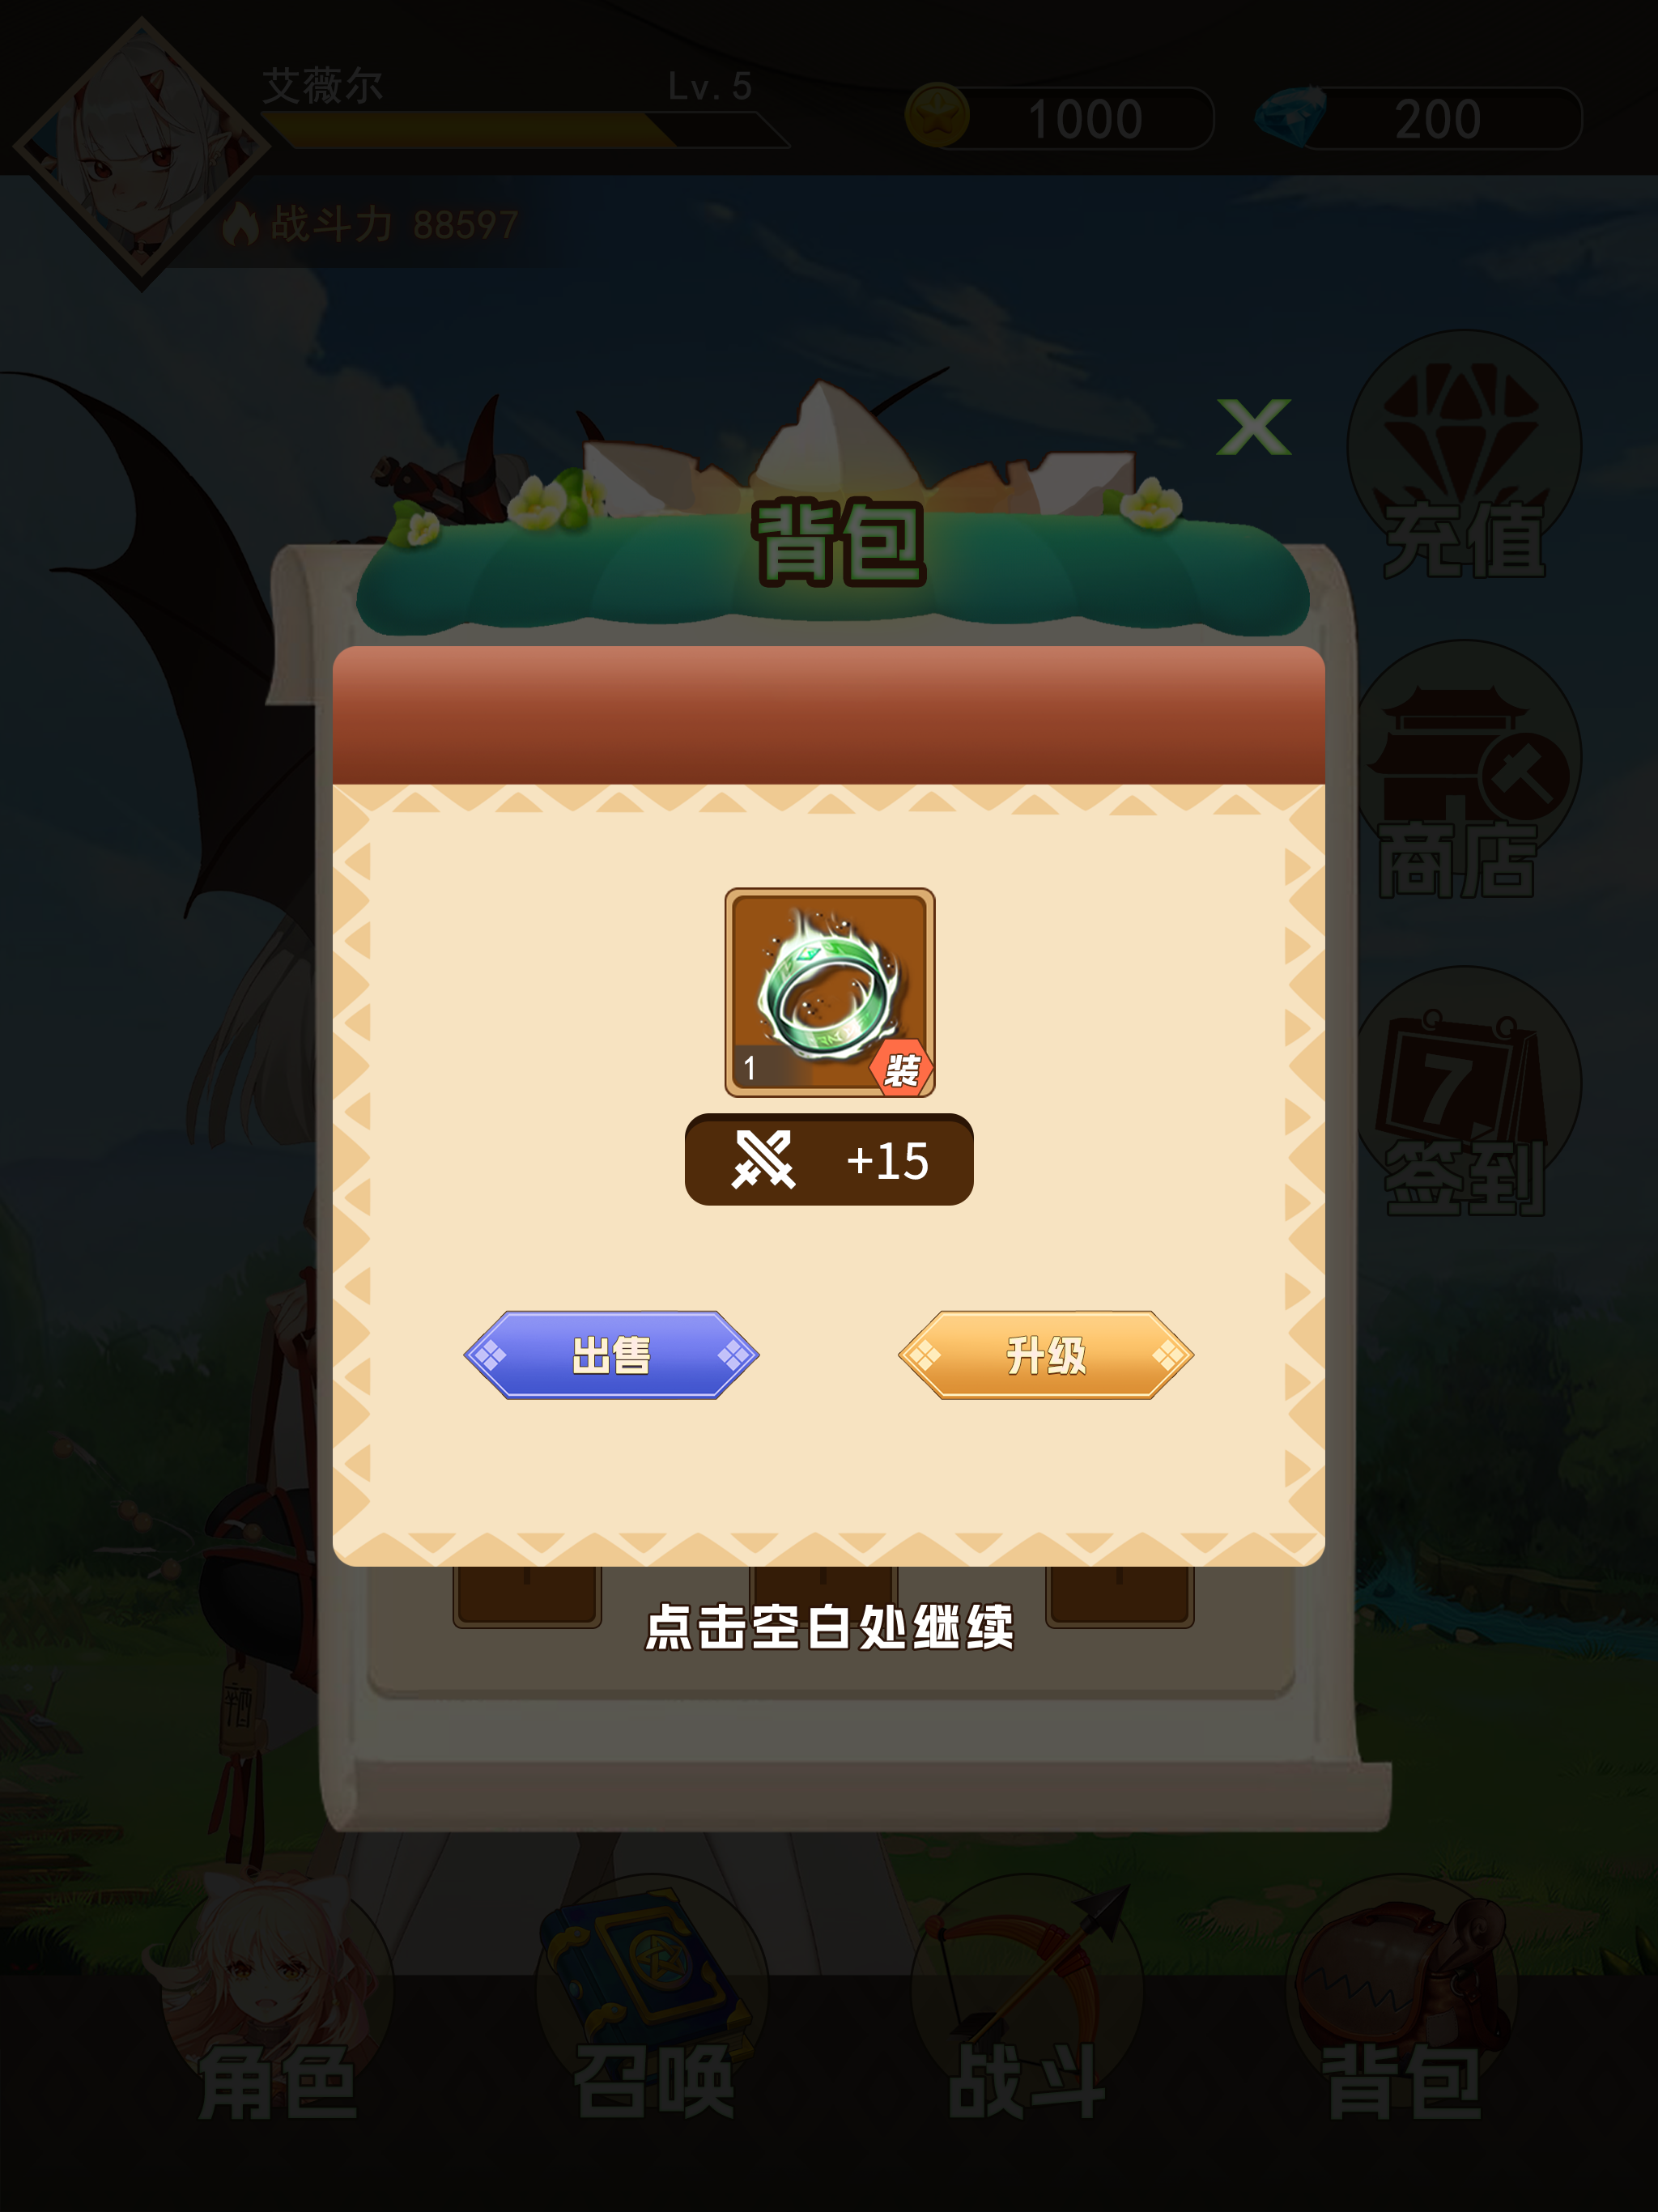 艾薇尔 Lv.5 1000 200
战斗力 88597
充值
背包
商店
7
签到
1 装
+15
出售 升级
点击空白处继续
酒
角色 召唤 战斗 背包